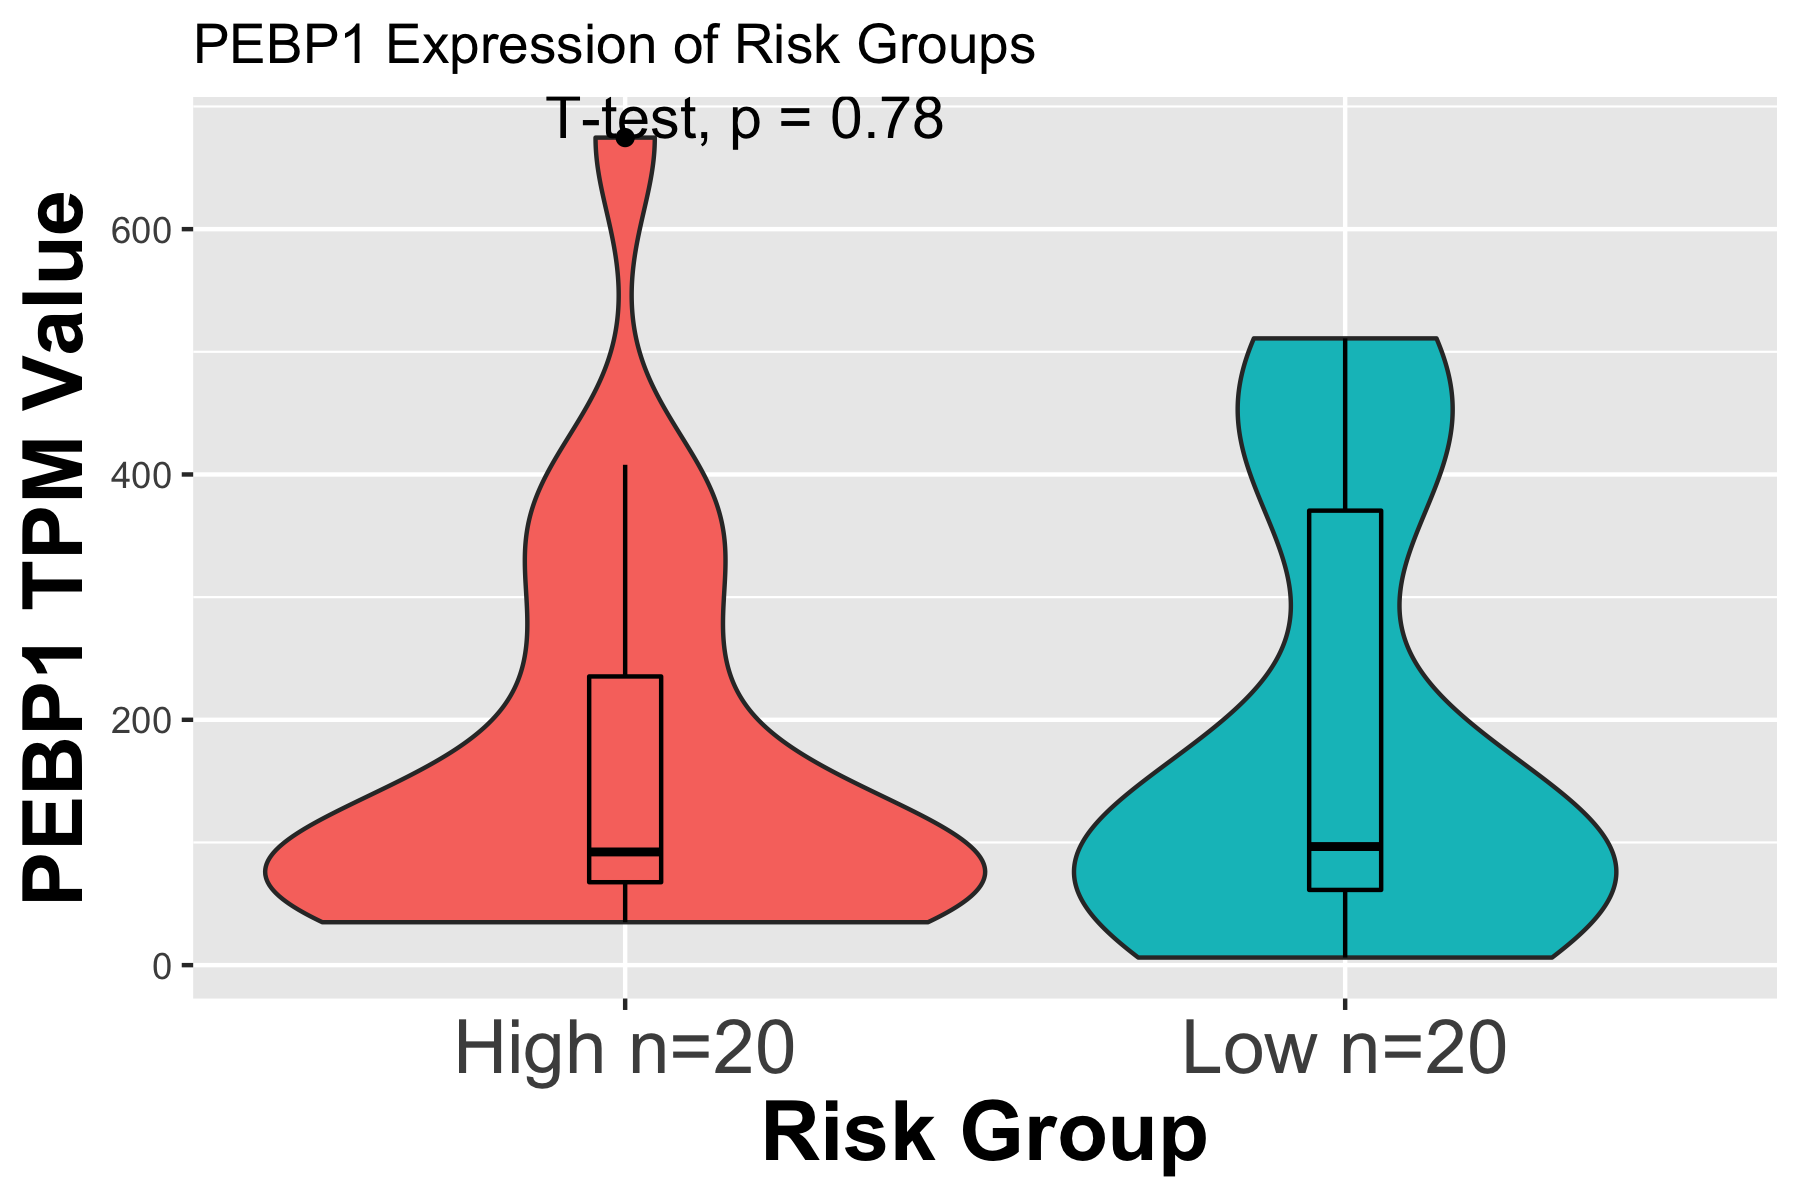 PEBP1 Expression of Risk Groups
T-test, p = 0.78
PEBP1 TPM Value
600
400
200
0
High n=20
Low n=20
Risk Group